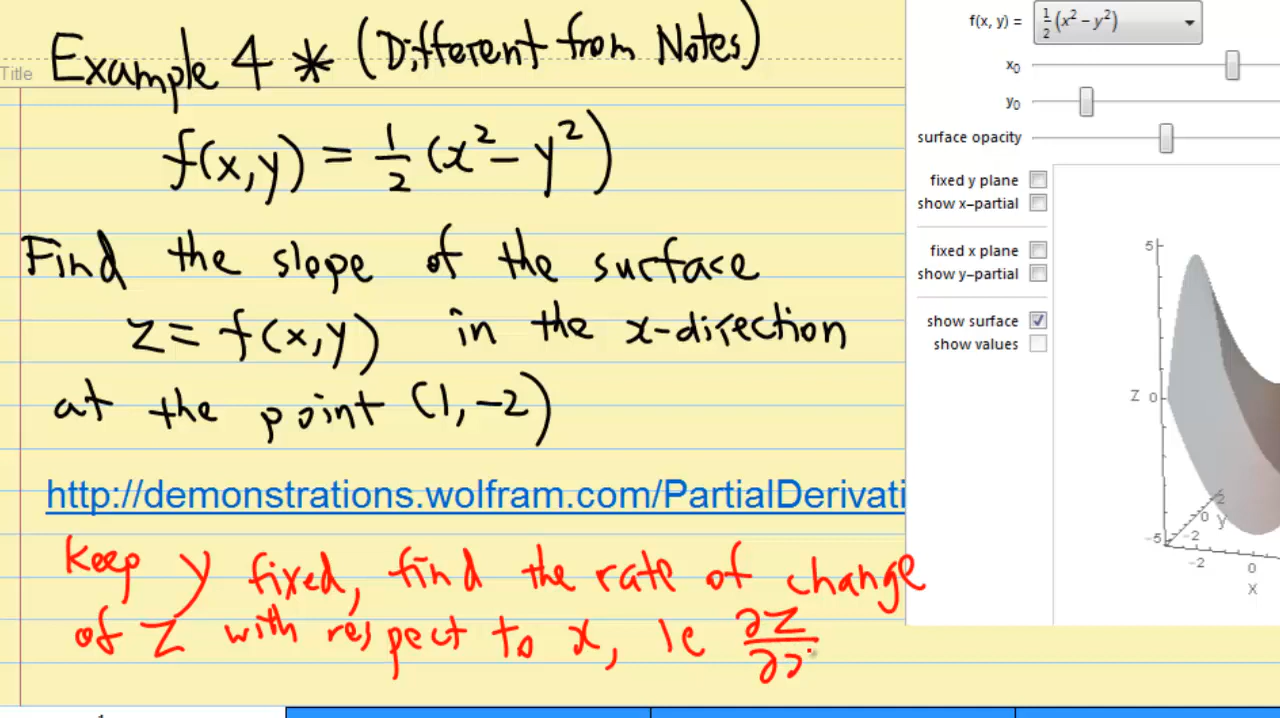 Title
Example 4 * (Different from Notes)
f(x,y) = 1/2 (x² - y²)
Find the slope of the surface
z = f(x,y) in the x-direction
at the point (1, -2)
http://demonstrations.wolfram.com/PartialDerivati
Keep y fixed, find the rate of change
of z with respect to x, ie ∂z/∂x
f(x, y) = 1/2 (x² − y²)
x₀
y₀
surface opacity
fixed y plane
show x−partial
fixed x plane
show y−partial
show surface
show values
5
Z 0
−5
2
0
−2
y
−2
0
X